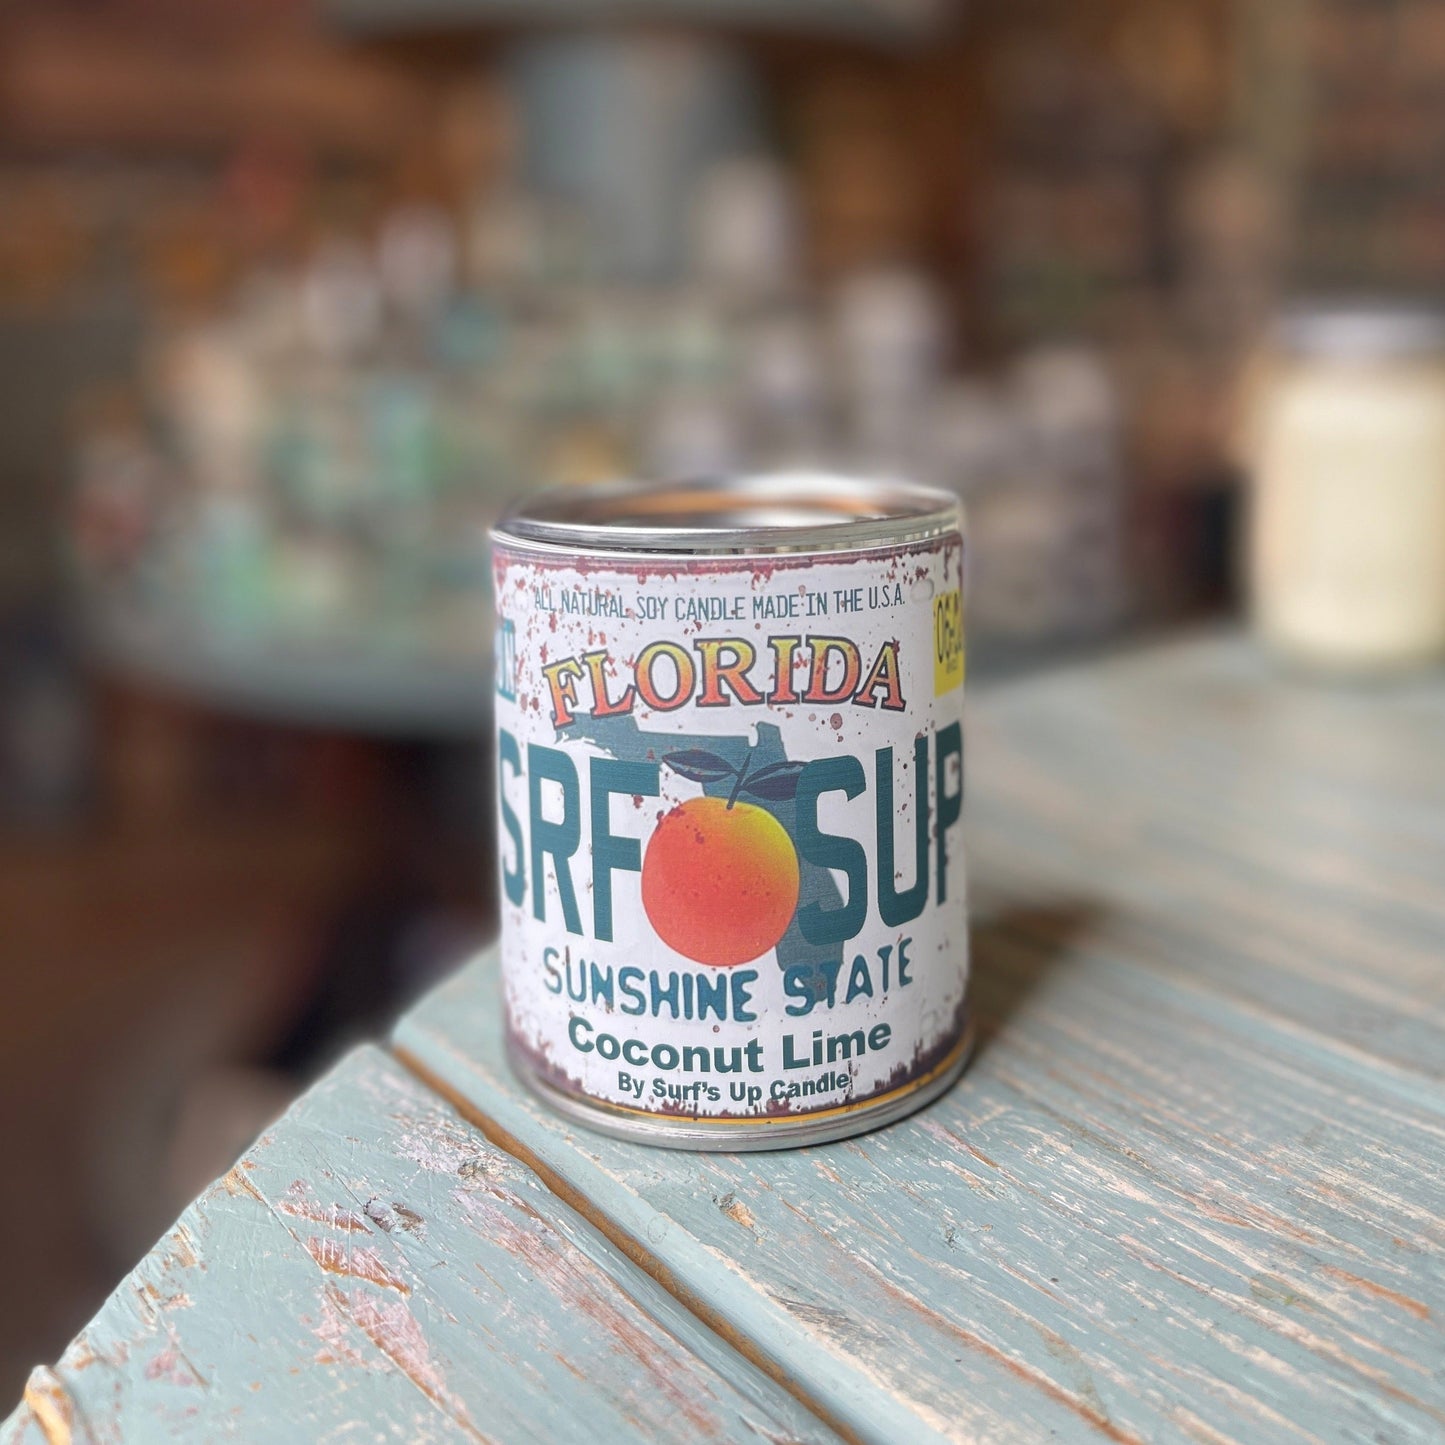 ALL NATURAL SOY CANDLE MADE IN THE U.S.A.
FLORIDA
SRF SUP
SUNSHINE STATE
Coconut Lime
By Surf's Up Candle